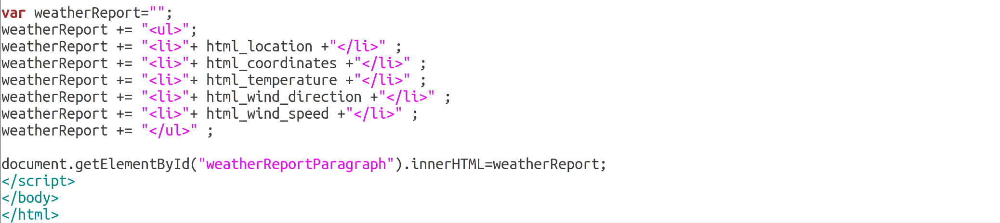 var weatherReport="";
weatherReport += "<ul>";
weatherReport += "<li>"+ html_location +"</li>" ;
weatherReport += "<li>"+ html_coordinates +"</li>" ;
weatherReport += "<li>"+ html_temperature +"</li>" ;
weatherReport += "<li>"+ html_wind_direction +"</li>" ;
weatherReport += "<li>"+ html_wind_speed +"</li>" ;
weatherReport += "</ul>" ;
document.getElementById("weatherReportParagraph").innerHTML=weatherReport;
</script>
</body>
</html>